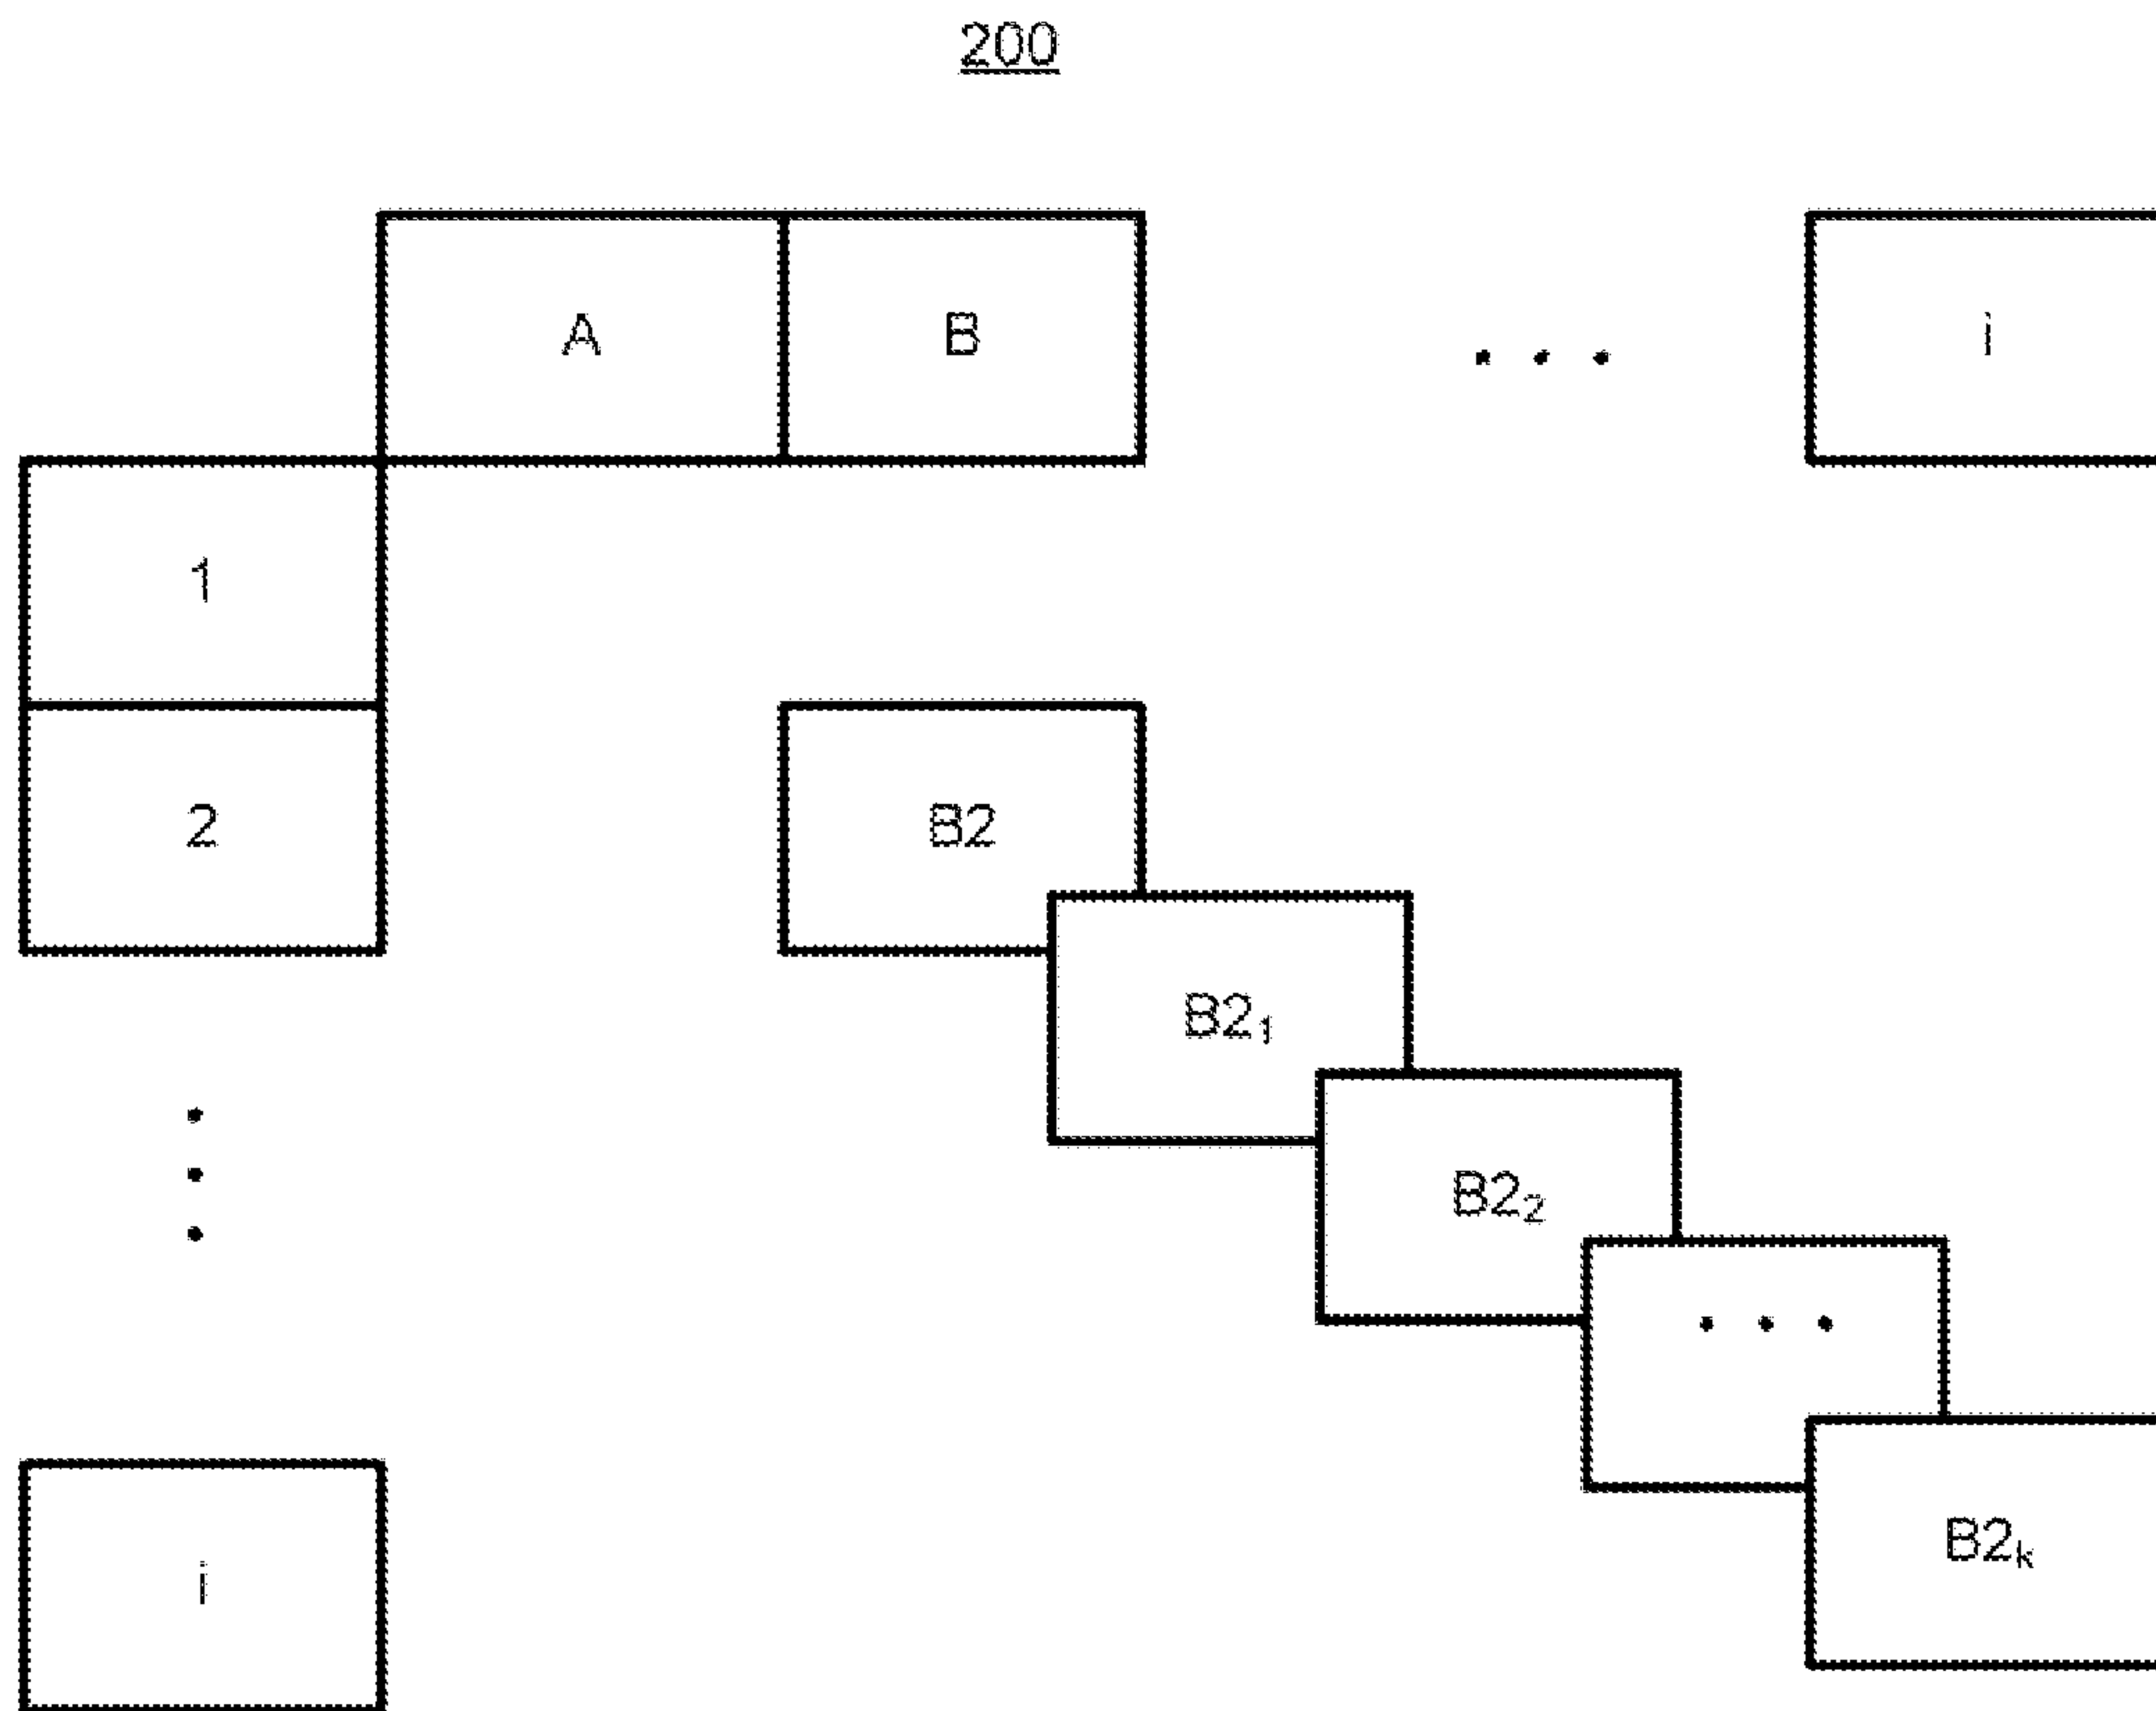 200
A B . . . i
1
2 B2
B2₁
.
.
.
B2₂
. . .
i B2ₖ